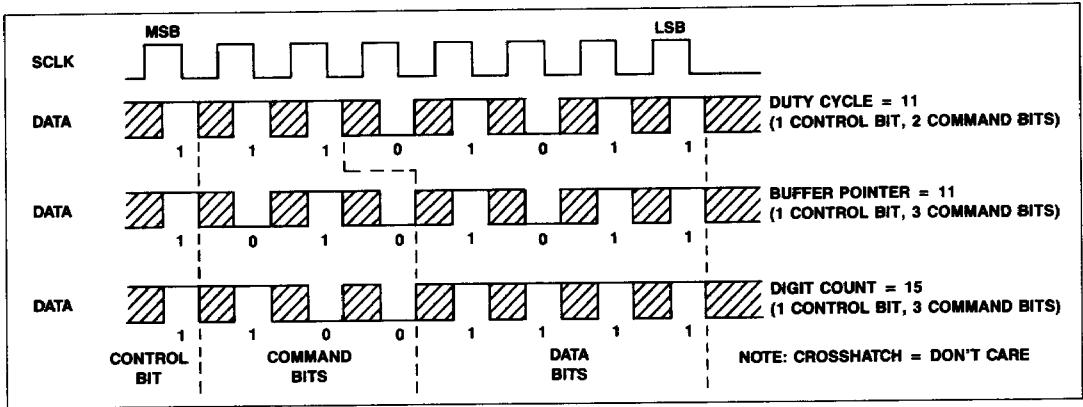 MSB LSB
SCLK
DATA DUTY CYCLE = 11
(1 CONTROL BIT, 2 COMMAND BITS)
1 1 1 0 1 0 1 1
DATA BUFFER POINTER = 11
(1 CONTROL BIT, 3 COMMAND BITS)
1 0 1 0 1 0 1 1
DATA DIGIT COUNT = 15
(1 CONTROL BIT, 3 COMMAND BITS)
1 1 0 0 1 1 1 1
CONTROL
BIT
COMMAND
BITS
DATA
BITS
NOTE: CROSSHATCH = DON'T CARE